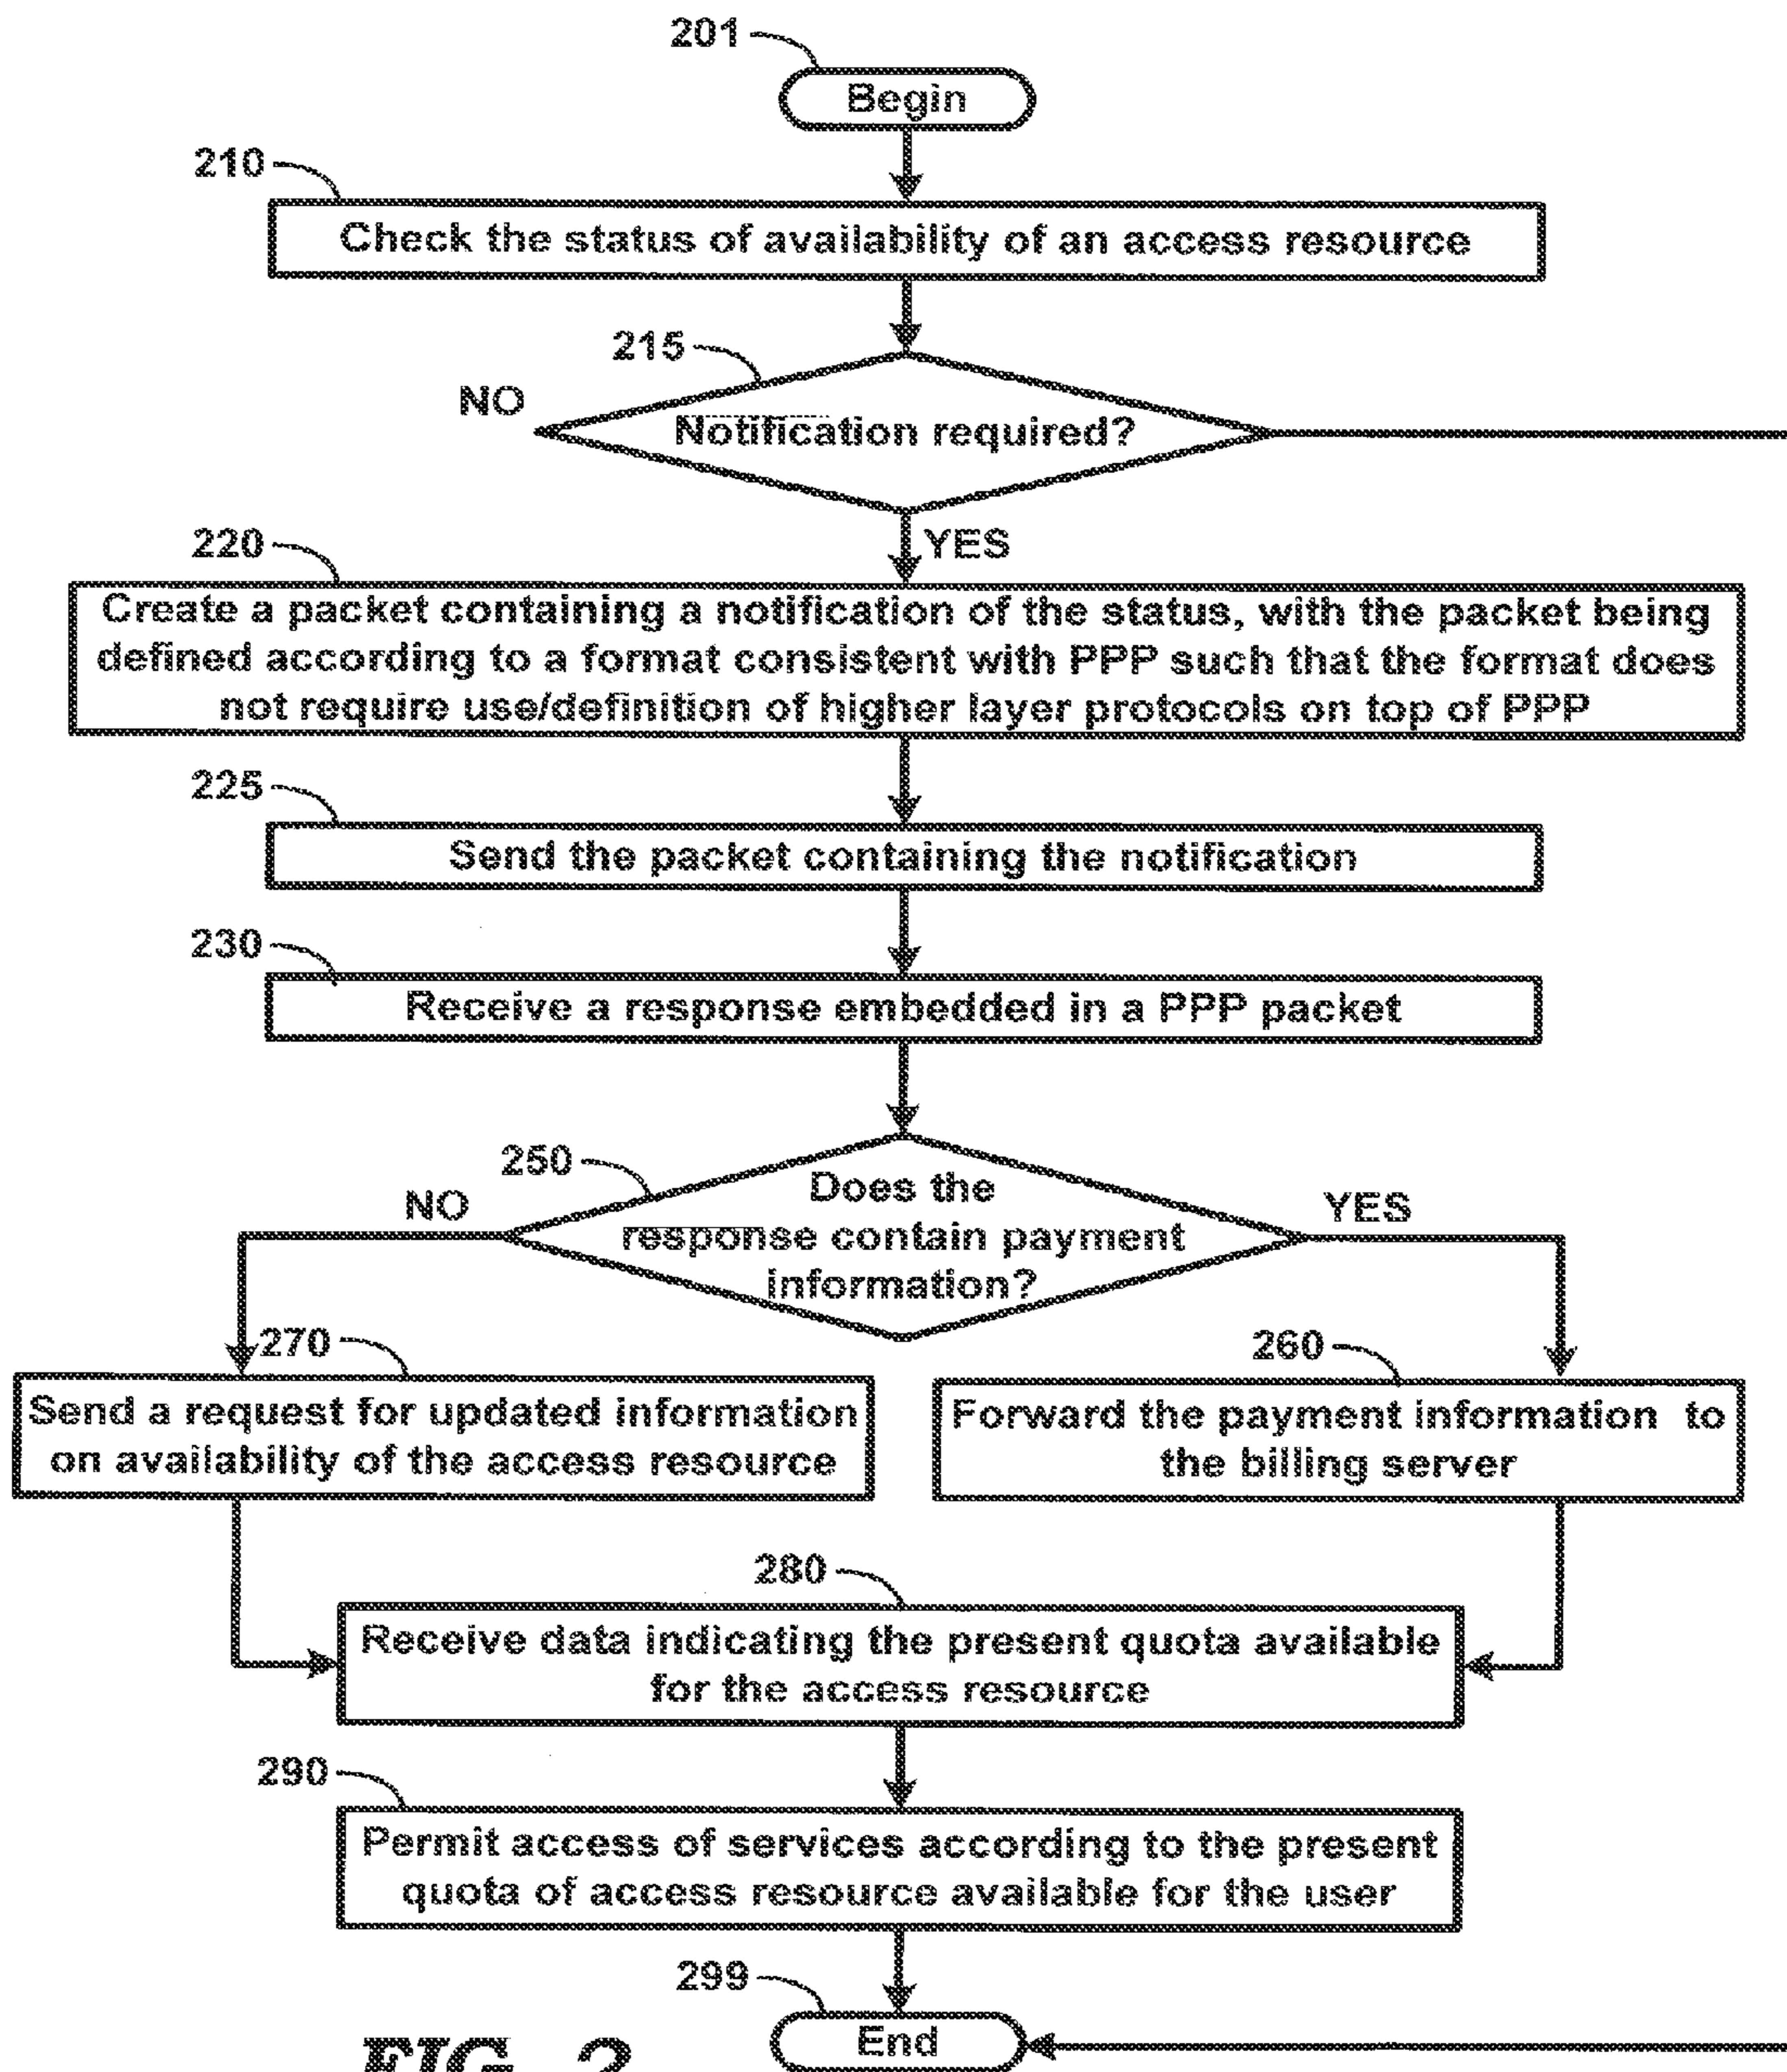 201
Begin
210
Check the status of availability of an access resource
215
NO
Notification required?
YES
220
Create a packet containing a notification of the status, with the packet being
defined according to a format consistent with PPP such that the format does
not require use/definition of higher layer protocols on top of PPP
225
Send the packet containing the notification
230
Receive a response embedded in a PPP packet
250
NO
Does the
response contain payment
information?
YES
270
Send a request for updated information
on availability of the access resource
260
Forward the payment information to
the billing server
280
Receive data indicating the present quota available
for the access resource
290
Permit access of services according to the present
quota of access resource available for the user
299
End
FIG. 2